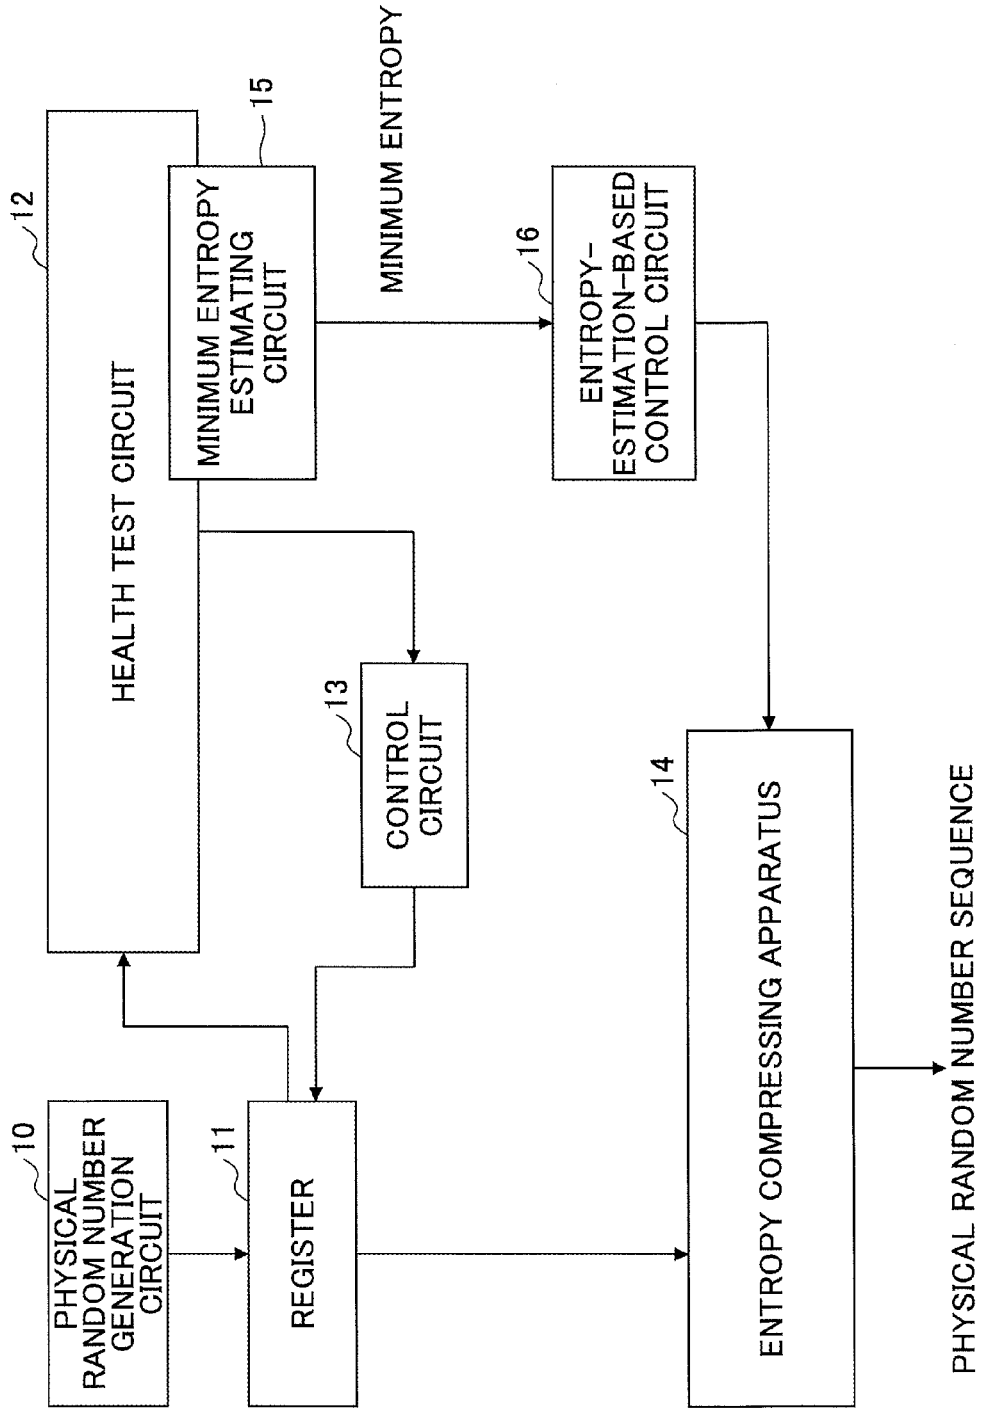 10
PHYSICAL
RANDOM NUMBER
GENERATION
CIRCUIT
11
REGISTER
12
HEALTH TEST CIRCUIT
15
MINIMUM ENTROPY
ESTIMATING
CIRCUIT
13
CONTROL
CIRCUIT
MINIMUM ENTROPY
16
ENTROPY-
ESTIMATION-BASED
CONTROL CIRCUIT
14
ENTROPY COMPRESSING APPARATUS
PHYSICAL RANDOM NUMBER SEQUENCE